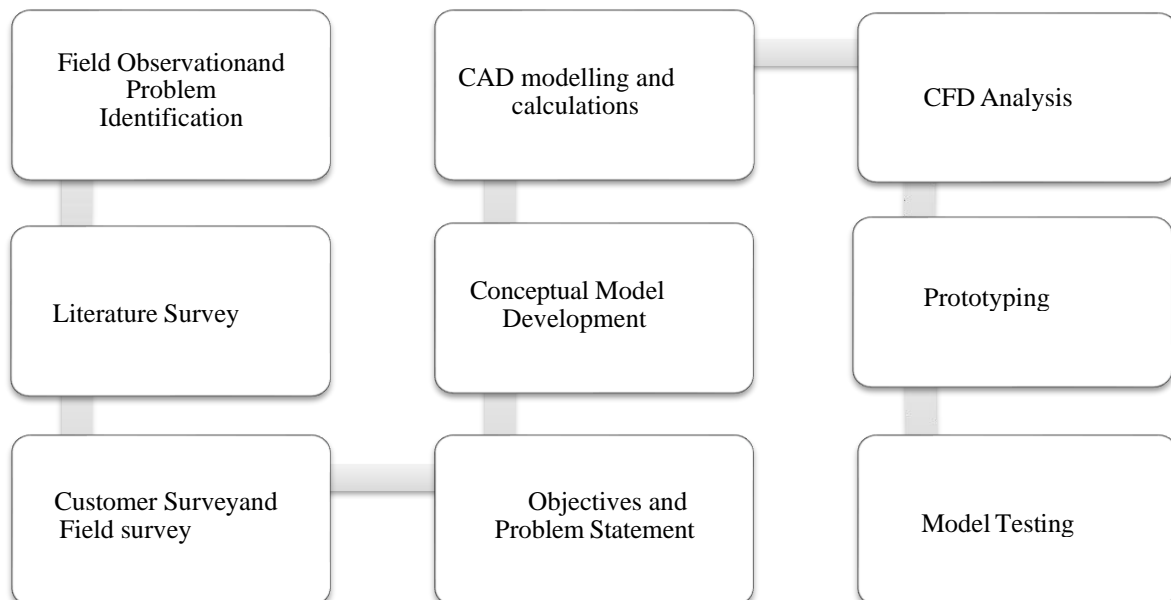 Field Observationand
Problem
Identification
Literature Survey
Customer Surveyand
Field survey
Objectives and
Problem Statement
Conceptual Model
Development
CAD modelling and
calculations
CFD Analysis
Prototyping
Model Testing